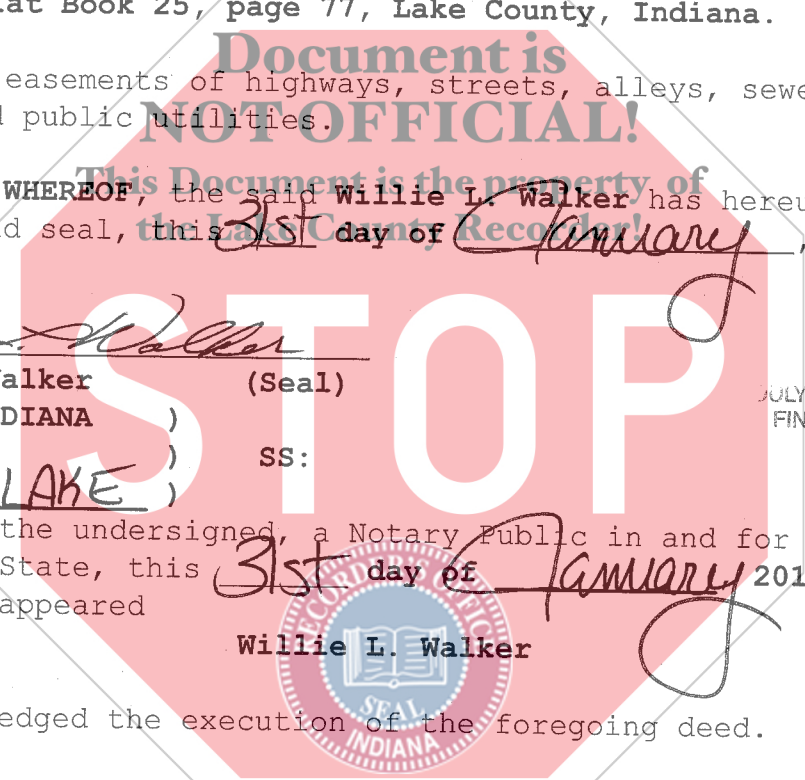 lat Book 25, page 77, Lake County, Indiana.
Document is
easements of highways, streets, alleys, sewe
d public utilities.
NOT OFFICIAL!
This Document is the property of
WHEREOF, the said Willie L. Walker has hereu
d seal, this 31st day of January,
the Lake County Recorder!
Walker
alker (Seal)
DIANA )
)
SS:
LAKE )
JULY
FIN
STOP
the undersigned, a Notary Public in and for
State, this 31st day of January 201
appeared
Willie L. Walker
RECORDER'S OFFICE
SEAL
INDIANA
edged the execution of the foregoing deed.